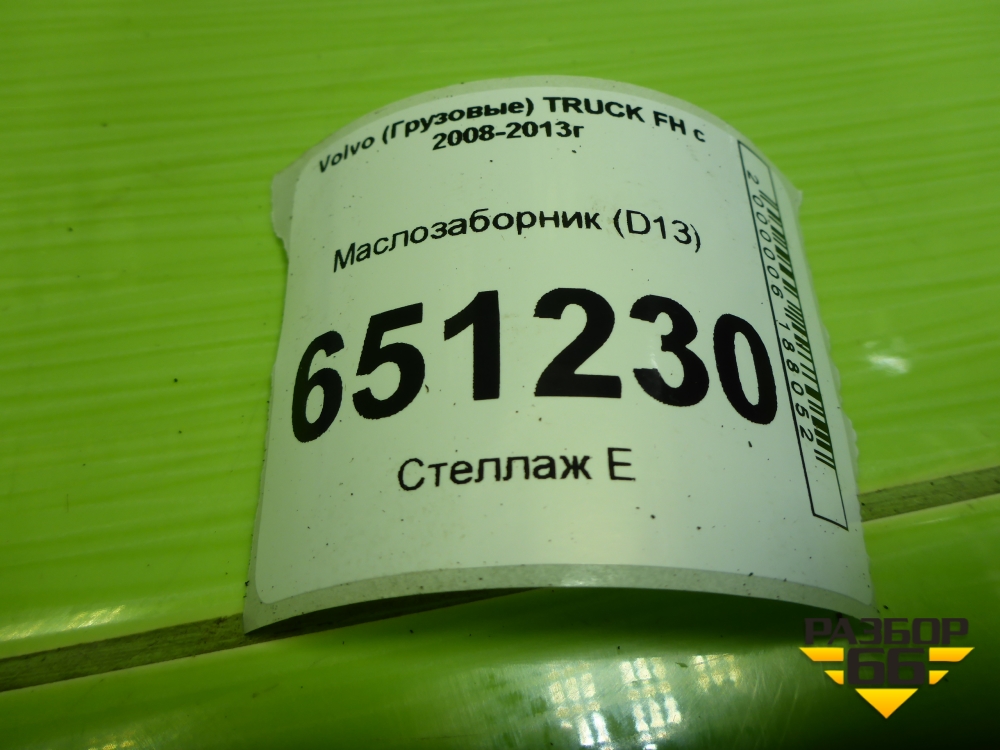 Volvo (Грузовые) TRUCK FH с
2008-2013г
Маслозаборник (D13)
651230
Стеллаж Е
2000006188052
РАЗБОР
66